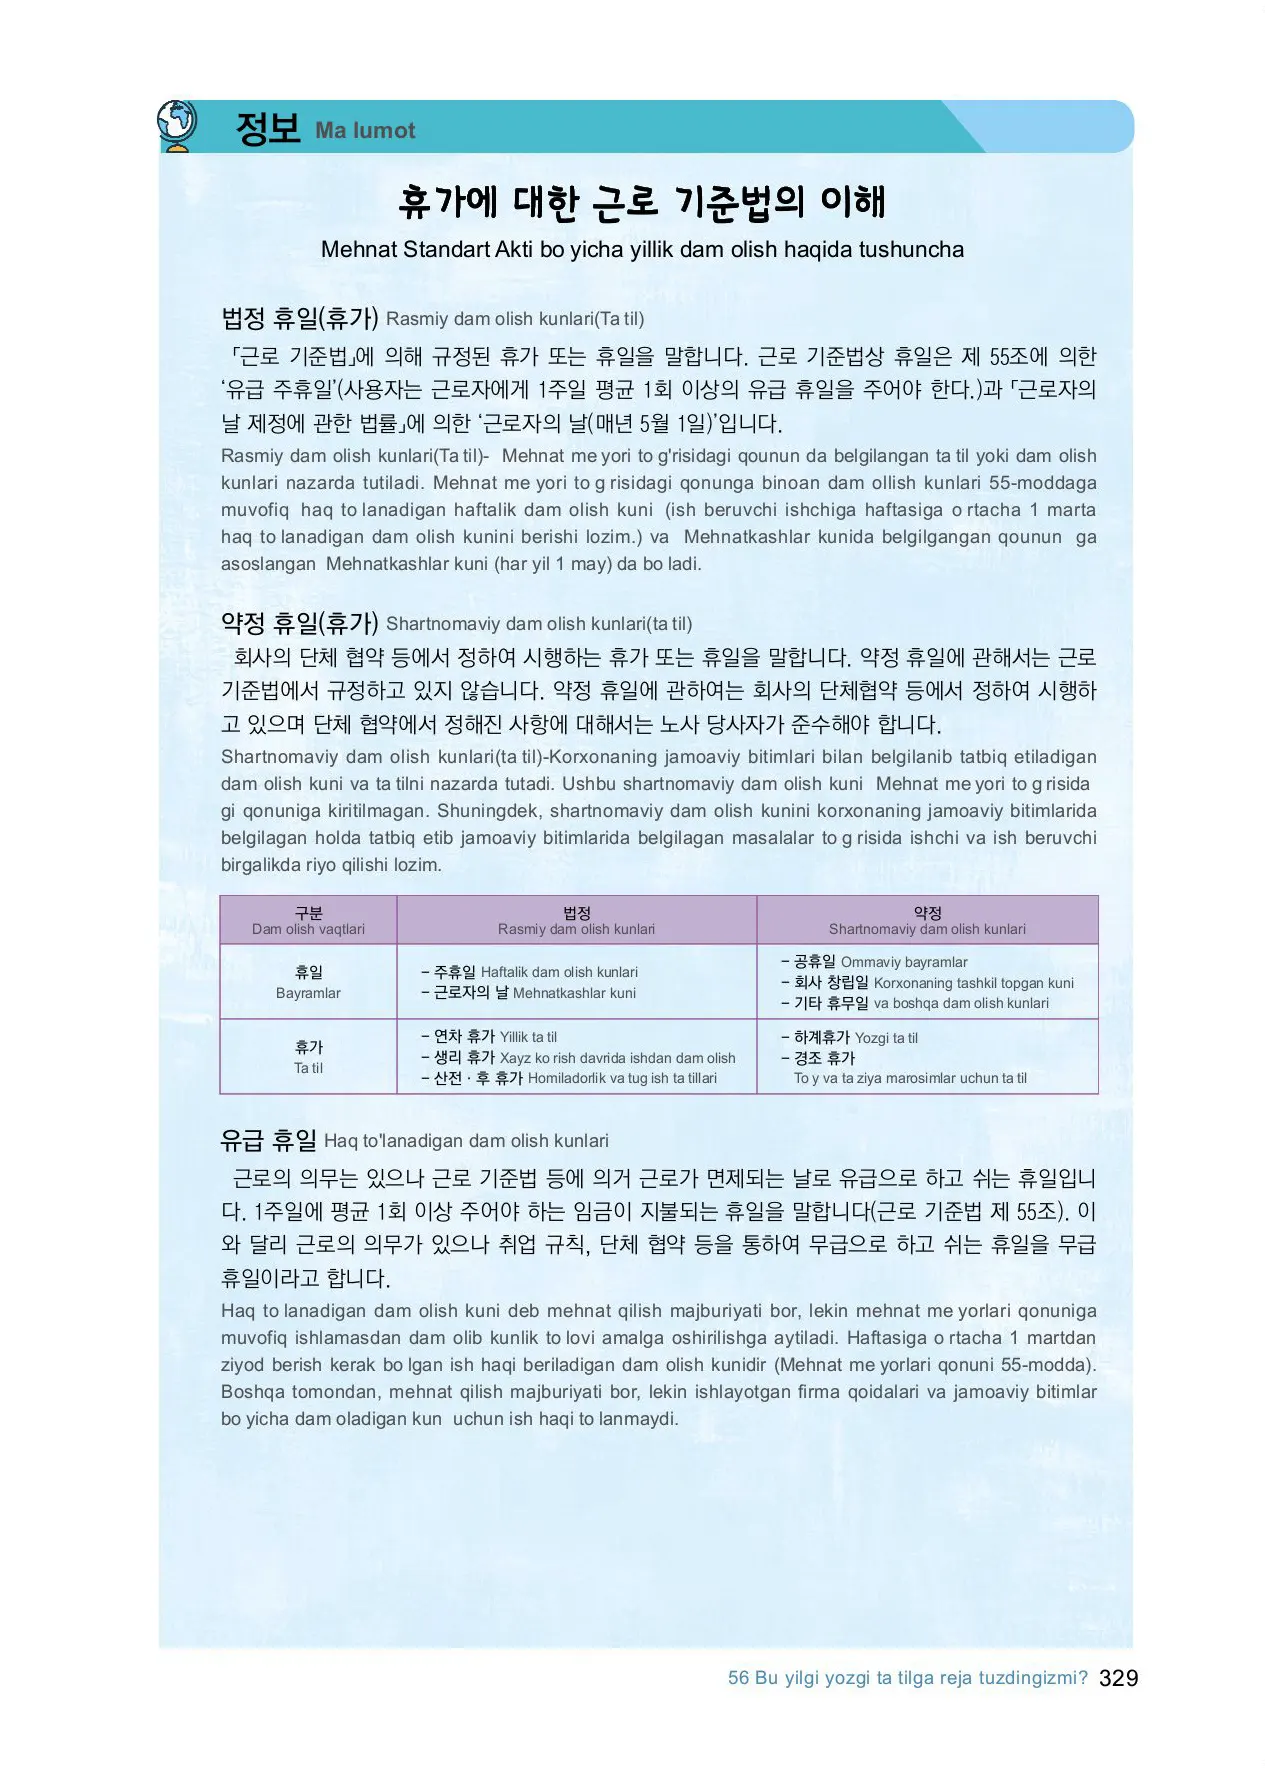 정보 Ma lumot
휴가에 대한 근로 기준법의 이해
Mehnat Standart Akti bo yicha yillik dam olish haqida tushuncha
법정 휴일(휴가) Rasmiy dam olish kunlari(Ta til)
「근로 기준법」에 의해 규정된 휴가 또는 휴일을 말합니다. 근로 기준법상 휴일은 제 55조에 의한
‘유급 주휴일’(사용자는 근로자에게 1주일 평균 1회 이상의 유급 휴일을 주어야 한다.)과 「근로자의
날 제정에 관한 법률」에 의한 ‘근로자의 날(매년 5월 1일)’입니다.
Rasmiy dam olish kunlari(Ta til)- Mehnat me yori to g'risidagi qounun da belgilangan ta til yoki dam olish
kunlari nazarda tutiladi. Mehnat me yori to g risidagi qonunga binoan dam ollish kunlari 55-moddaga
muvofiq haq to lanadigan haftalik dam olish kuni (ish beruvchi ishchiga haftasiga o rtacha 1 marta
haq to lanadigan dam olish kunini berishi lozim.) va Mehnatkashlar kunida belgilgangan qounun ga
asoslangan Mehnatkashlar kuni (har yil 1 may) da bo ladi.
약정 휴일(휴가) Shartnomaviy dam olish kunlari(ta til)
회사의 단체 협약 등에서 정하여 시행하는 휴가 또는 휴일을 말합니다. 약정 휴일에 관해서는 근로
기준법에서 규정하고 있지 않습니다. 약정 휴일에 관하여는 회사의 단체협약 등에서 정하여 시행하
고 있으며 단체 협약에서 정해진 사항에 대해서는 노사 당사자가 준수해야 합니다.
Shartnomaviy dam olish kunlari(ta til)-Korxonaning jamoaviy bitimlari bilan belgilanib tatbiq etiladigan
dam olish kuni va ta tilni nazarda tutadi. Ushbu shartnomaviy dam olish kuni Mehnat me yori to g risida
gi qonuniga kiritilmagan. Shuningdek, shartnomaviy dam olish kunini korxonaning jamoaviy bitimlarida
belgilagan holda tatbiq etib jamoaviy bitimlarida belgilagan masalalar to g risida ishchi va ish beruvchi
birgalikda riyo qilishi lozim.
구분 법정 약정
Dam olish vaqtlari Rasmiy dam olish kunlari Shartnomaviy dam olish kunlari
휴일
Bayramlar
– 주휴일 Haftalik dam olish kunlari
– 근로자의 날 Mehnatkashlar kuni
– 공휴일 Ommaviy bayramlar
– 회사 창립일 Korxonaning tashkil topgan kuni
– 기타 휴무일 va boshqa dam olish kunlari
휴가
Ta til
– 연차 휴가 Yillik ta til
– 생리 휴가 Xayz ko rish davrida ishdan dam olish
– 산전 · 후 휴가 Homiladorlik va tug ish ta tillari
– 하계휴가 Yozgi ta til
– 경조 휴가
To y va ta ziya marosimlar uchun ta til
유급 휴일 Haq to'lanadigan dam olish kunlari
근로의 의무는 있으나 근로 기준법 등에 의거 근로가 면제되는 날로 유급으로 하고 쉬는 휴일입니
다. 1주일에 평균 1회 이상 주어야 하는 임금이 지불되는 휴일을 말합니다(근로 기준법 제 55조). 이
와 달리 근로의 의무가 있으나 취업 규칙, 단체 협약 등을 통하여 무급으로 하고 쉬는 휴일을 무급
휴일이라고 합니다.
Haq to lanadigan dam olish kuni deb mehnat qilish majburiyati bor, lekin mehnat me yorlari qonuniga
muvofiq ishlamasdan dam olib kunlik to lovi amalga oshirilishga aytiladi. Haftasiga o rtacha 1 martdan
ziyod berish kerak bo lgan ish haqi beriladigan dam olish kunidir (Mehnat me yorlari qonuni 55-modda).
Boshqa tomondan, mehnat qilish majburiyati bor, lekin ishlayotgan firma qoidalari va jamoaviy bitimlar
bo yicha dam oladigan kun uchun ish haqi to lanmaydi.
56 Bu yilgi yozgi ta tilga reja tuzdingizmi? 329